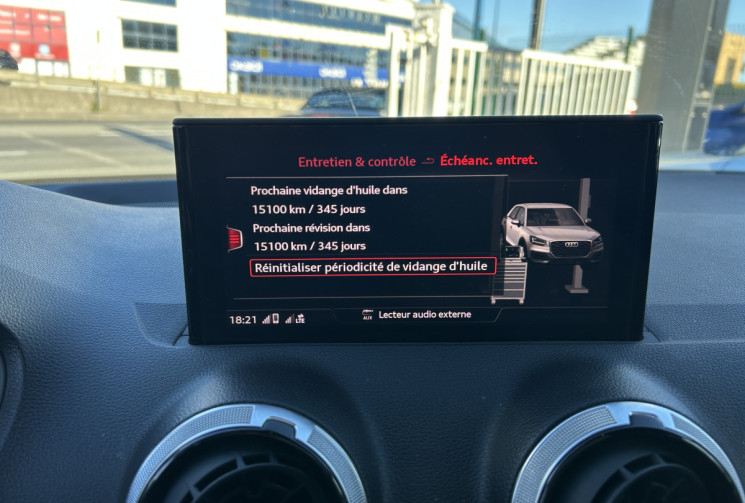 Entretien & contrôle Échéanc. entret.
Prochaine vidange d'huile dans
15100 km / 345 jours
Prochaine révision dans
15100 km / 345 jours
Réinitialiser périodicité de vidange d'huile
18:21 LTE AUX Lecteur audio externe